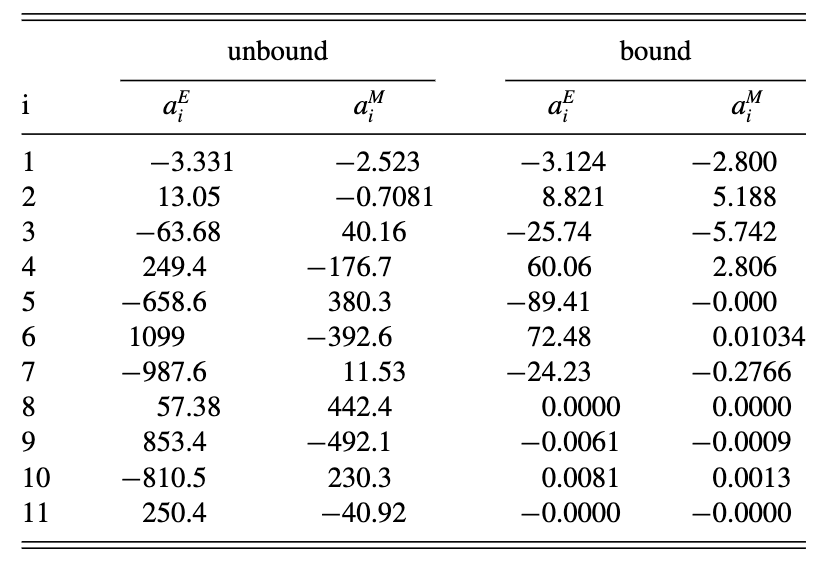 unbound bound
i a_i^E a_i^M a_i^E a_i^M
1 −3.331 −2.523 −3.124 −2.800
2 13.05 −0.7081 8.821 5.188
3 −63.68 40.16 −25.74 −5.742
4 249.4 −176.7 60.06 2.806
5 −658.6 380.3 −89.41 −0.000
6 1099 −392.6 72.48 0.01034
7 −987.6 11.53 −24.23 −0.2766
8 57.38 442.4 0.0000 0.0000
9 853.4 −492.1 −0.0061 −0.0009
10 −810.5 230.3 0.0081 0.0013
11 250.4 −40.92 −0.0000 −0.0000